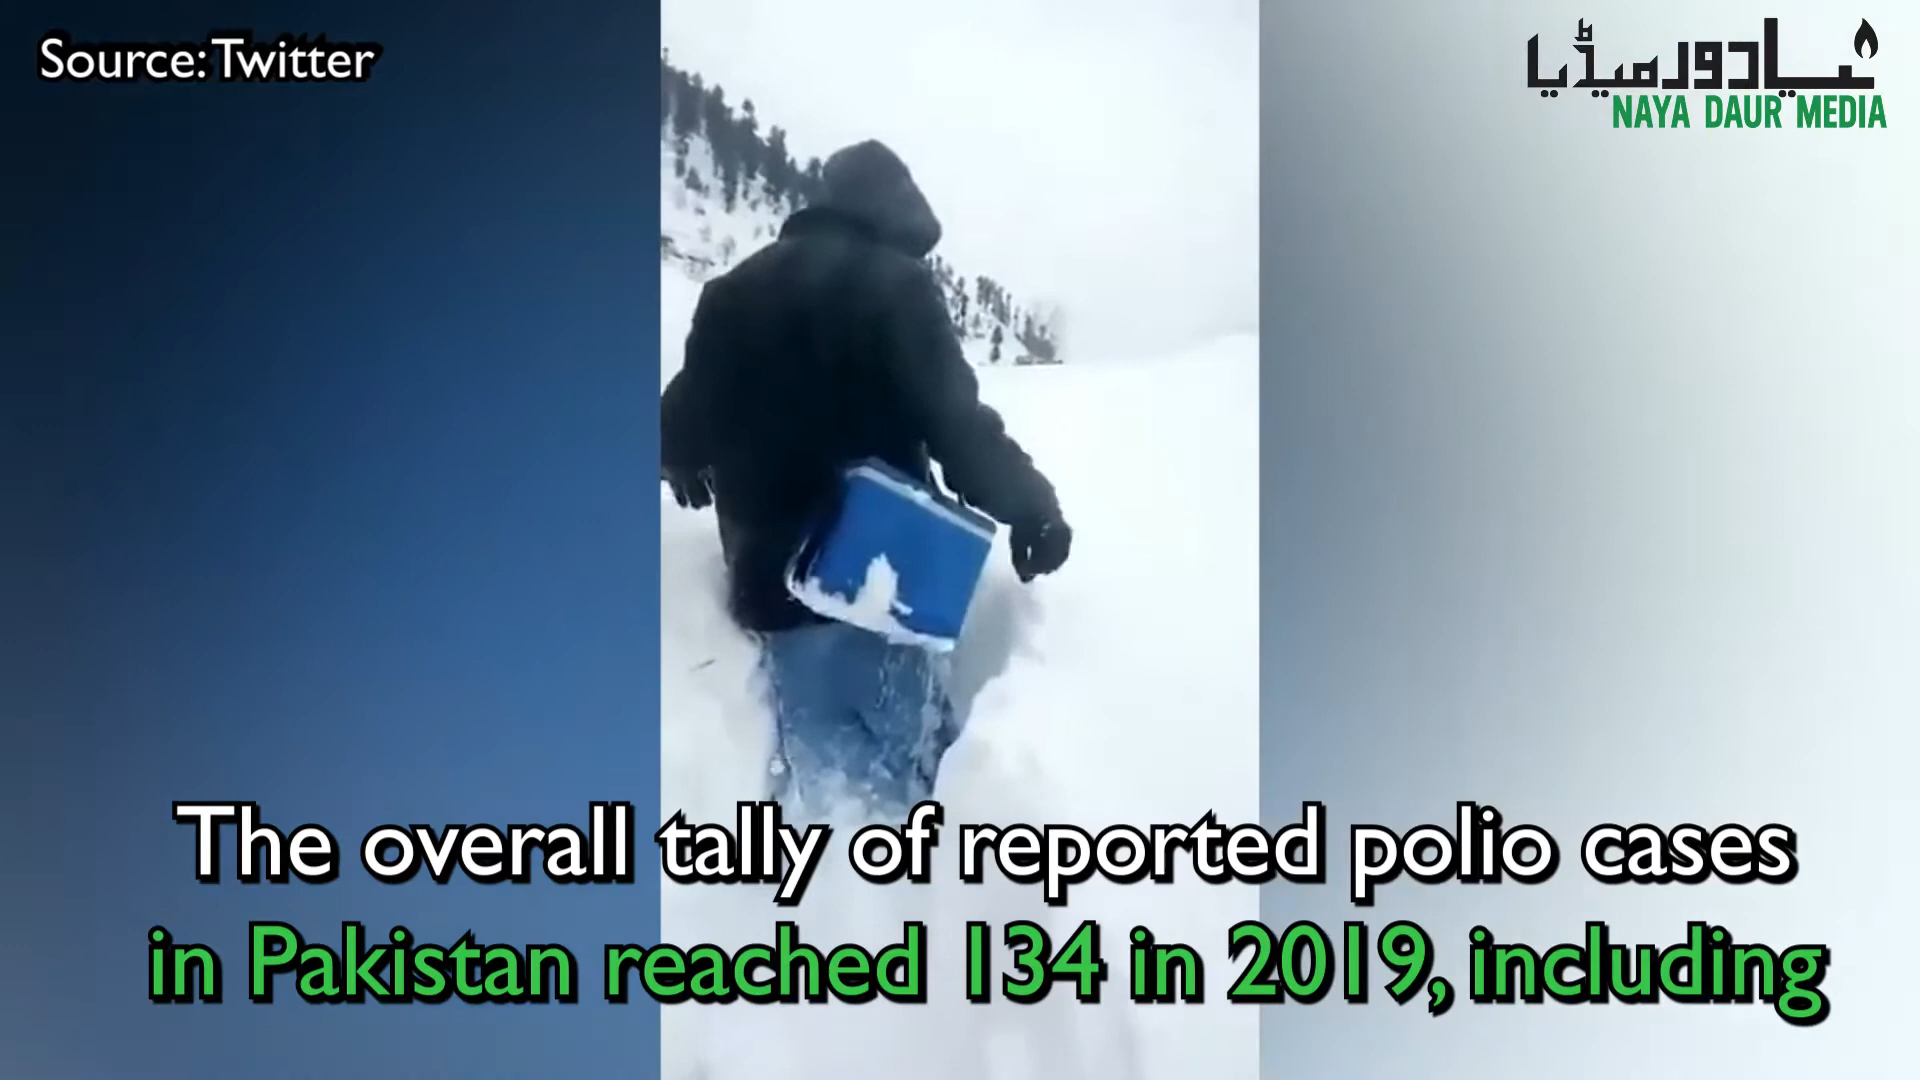 Source: Twitter
نیا دور میڈیا
NAYA DAUR MEDIA
The overall tally of reported polio cases
in Pakistan reached 134 in 2019, including